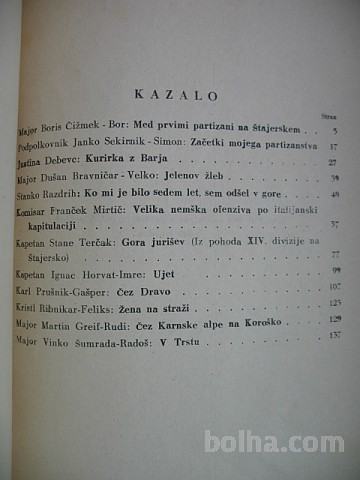 KAZALO
Stran
Major Boris Čižmek - Bor: Med prvimi partizani na štajerskem . . 5
Podpolkovnik Janko Sekirnik - Simon: Začetki mojega partizanstva 17
Justina Debevc: Kurirka z Barja . . . . . . . . . 27
Major Dušan Bravničar - Velko: Jelenov žleb . . . . . . 39
Stanko Razdrih: Ko mi je bilo sedem let, sem odšel v gore . . . 49
Komisar Franček Mirtič: Velika nemška ofenziva po italijanski
kapitulaciji . . . . . . . . . . . . . 57
Kapetan Stane Terčak: Gora jurišev (Iz pohoda XIV. divizije na
Štajersko) . . . . . . . . . . . . . 77
Kapetan Ignac Horvat-Imre: Ujet . . . . . . . . 99
Karl Prušnik-Gašper: Čez Dravo . . . . . . . . . 107
Kristl Ribnikar-Feliks: Žena na straži . . . . . . . 123
Major Martin Greif-Rudi: Čez Karnske alpe na Koroško . . . 129
Major Vinko Šumrada-Radoš: V Trstu . . . . . . . 137
bolha.com